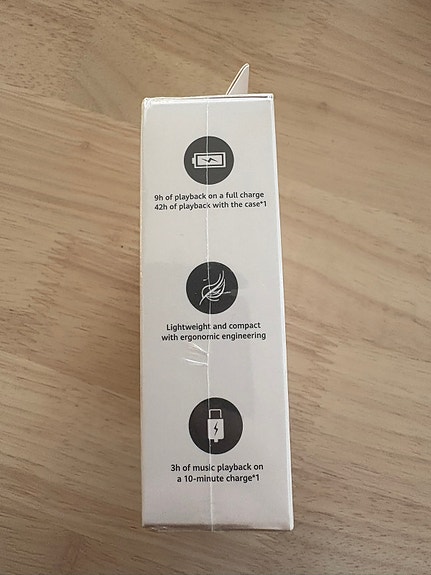 9h of playback on a full charge
42h of playback with the case*1
Lightweight and compact
with ergonomic engineering
3h of music playback on
a 10-minute charge*1